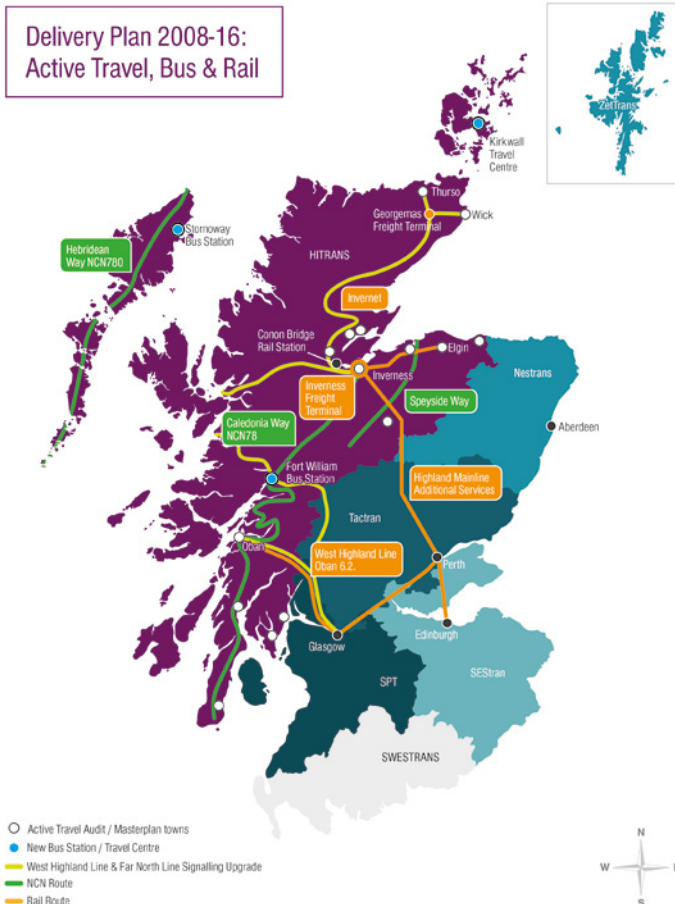 Delivery Plan 2008-16:
Active Travel, Bus & Rail
ZetTrans
Kirkwall
Travel
Centre
Thurso
Georgemas
Freight Terminal
Wick
Stornoway
Bus Station
Hebridean
Way NCN780
HITRANS
Invernet
Conon Bridge
Rail Station
Elgin
Inverness
Nestrans
Inverness
Freight
Terminal
Speyside Way
Caledonia Way
NCN78
Aberdeen
Fort William
Bus Station
Highland Mainline
Additional Services
Tactran
Oban
West Highland Line
Oban 6.2.
Perth
Glasgow
Edinburgh
SPT
SEStran
SWESTRANS
Active Travel Audit / Masterplan towns
New Bus Station / Travel Centre
West Highland Line & Far North Line Signalling Upgrade
NCN Route
Rail Route
N
W
S